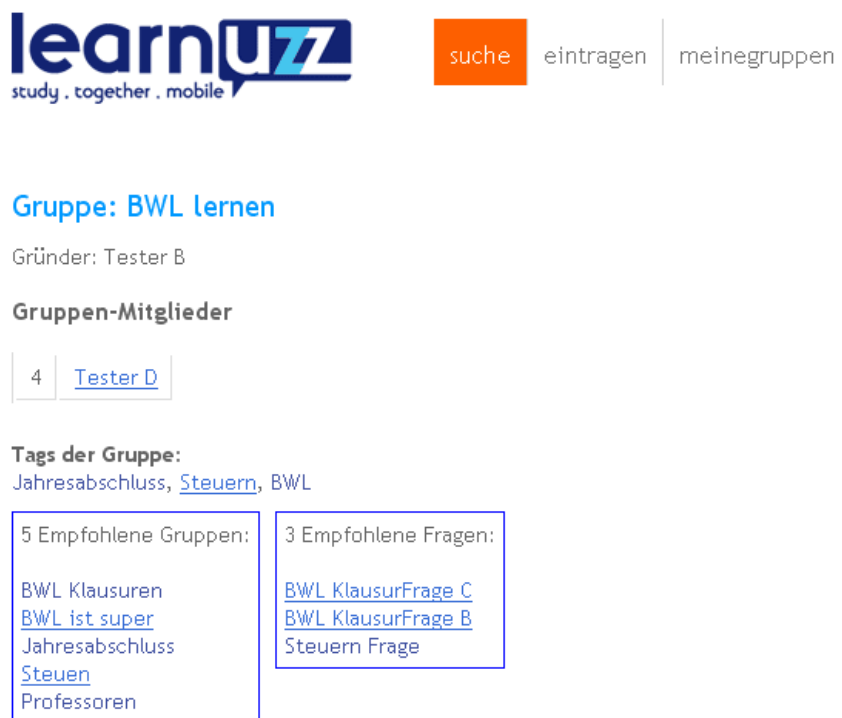 learnuzz
study . together . mobile
suche eintragen meinegruppen
Gruppe: BWL lernen
Gründer: Tester B
Gruppen-Mitglieder
4 Tester D
Tags der Gruppe:
Jahresabschluss, Steuern, BWL
5 Empfohlene Gruppen:
BWL Klausuren
BWL ist super
Jahresabschluss
Steuen
Professoren
3 Empfohlene Fragen:
BWL KlausurFrage C
BWL KlausurFrage B
Steuern Frage